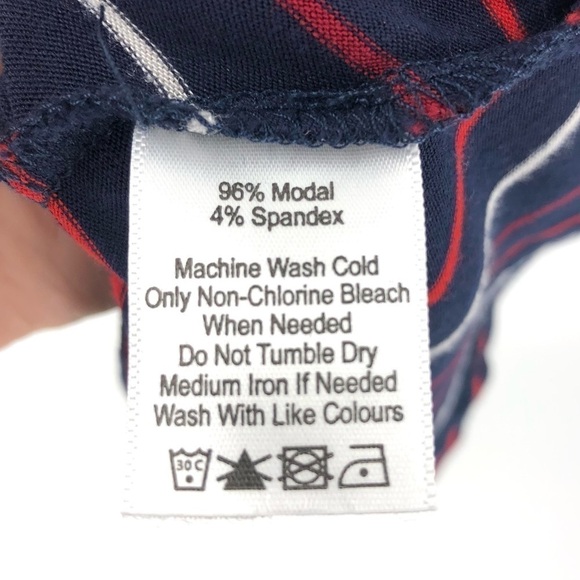 96% Modal
4% Spandex
Machine Wash Cold
Only Non-Chlorine Bleach
When Needed
Do Not Tumble Dry
Medium Iron If Needed
Wash With Like Colours
30C